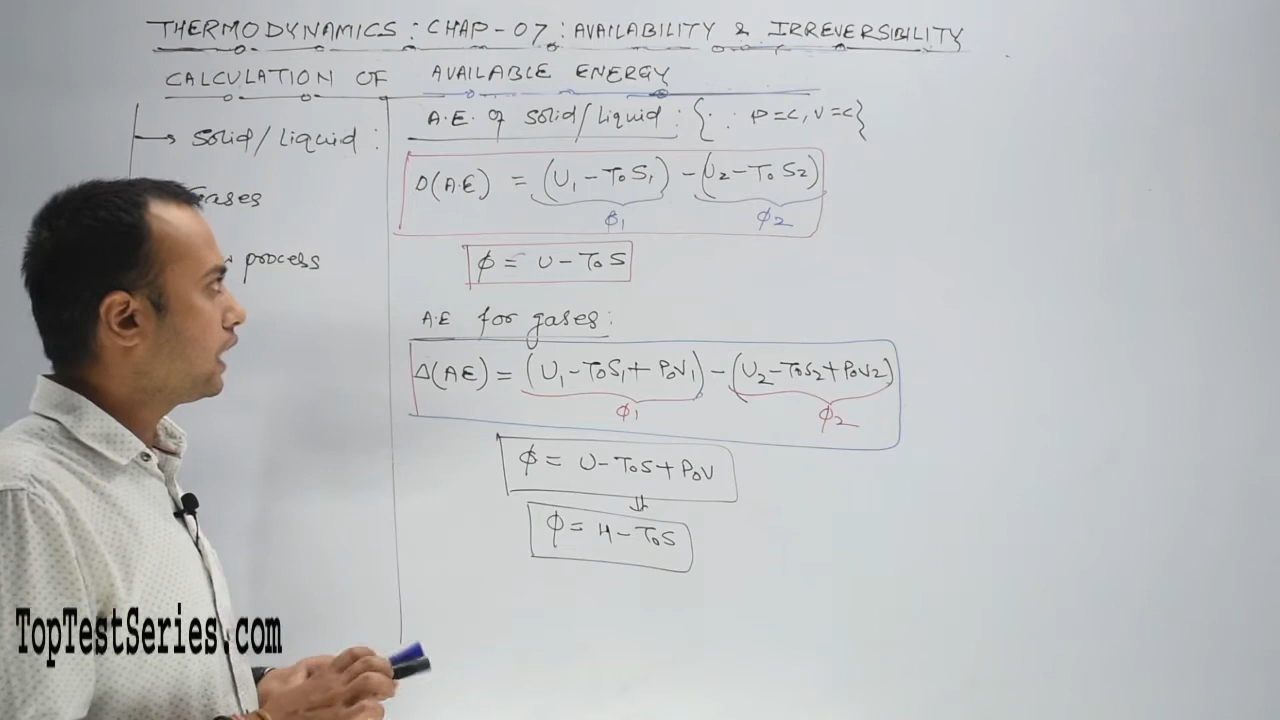 THERMODYNAMICS : CHAP-07 : AVAILABILITY & IRREVERSIBILITY
CALCULATION OF AVAILABLE ENERGY
→ Solid/Liquid :
Gases
process
A.E. of Solid/Liquid : {∵ P=C, V=C}
Δ(A.E) = (U₁ - T₀S₁) - (U₂ - T₀S₂)
ϕ₁ ϕ₂
ϕ = U - T₀S
A.E for gases :
Δ(AE) = (U₁ - T₀S₁ + P₀V₁) - (U₂ - T₀S₂ + P₀V₂)
ϕ₁ ϕ₂
ϕ = U - T₀S + P₀V
⇓
ϕ = H - T₀S
TopTestSeries.com